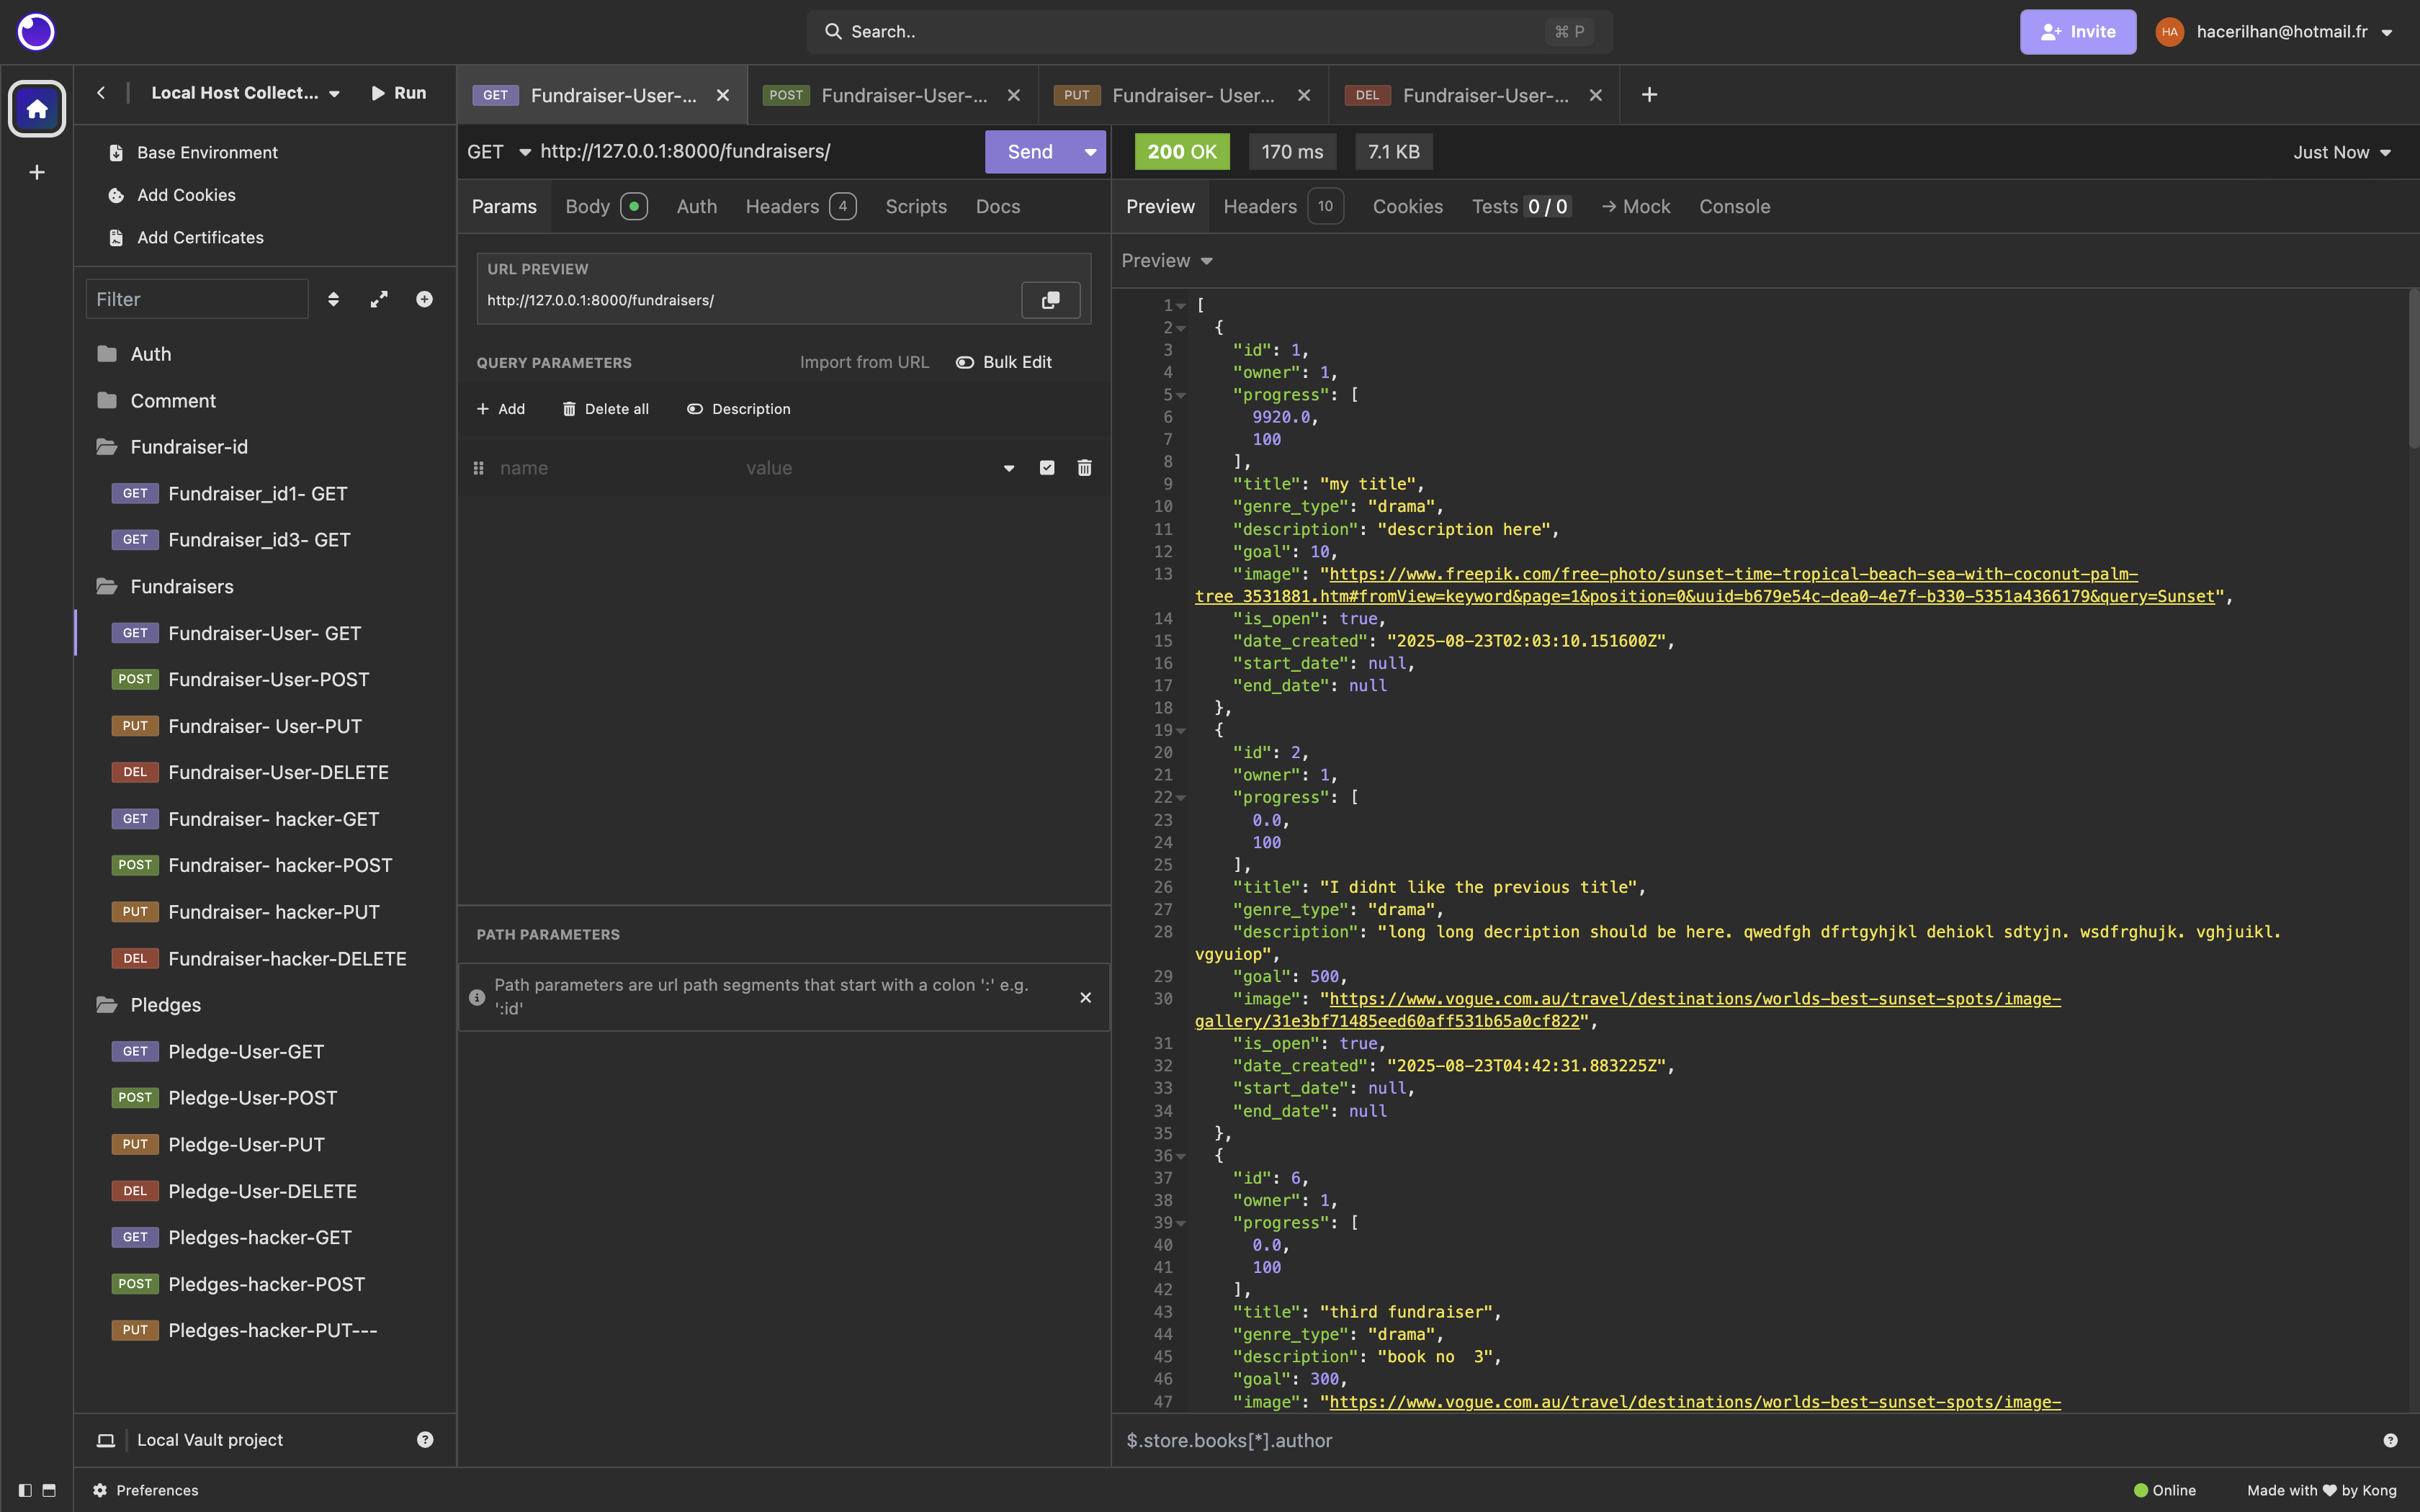 Search..
⌘ P
Invite
HA
hacerilhan@hotmail.fr
Local Host Collect...
Run
GET Fundraiser-User-...
POST Fundraiser-User-...
PUT Fundraiser- User...
DEL Fundraiser-User-...
Base Environment
Add Cookies
Add Certificates
Filter
Auth
Comment
Fundraiser-id
GET Fundraiser_id1- GET
GET Fundraiser_id3- GET
Fundraisers
GET Fundraiser-User- GET
POST Fundraiser-User-POST
PUT Fundraiser- User-PUT
DEL Fundraiser-User-DELETE
GET Fundraiser- hacker-GET
POST Fundraiser- hacker-POST
PUT Fundraiser- hacker-PUT
DEL Fundraiser-hacker-DELETE
Pledges
GET Pledge-User-GET
POST Pledge-User-POST
PUT Pledge-User-PUT
DEL Pledge-User-DELETE
GET Pledges-hacker-GET
POST Pledges-hacker-POST
PUT Pledges-hacker-PUT---
Local Vault project
Preferences
GET http://127.0.0.1:8000/fundraisers/ Send
Params Body Auth Headers 4 Scripts Docs
URL PREVIEW
http://127.0.0.1:8000/fundraisers/
QUERY PARAMETERS Import from URL Bulk Edit
Add Delete all Description
name value
PATH PARAMETERS
Path parameters are url path segments that start with a colon ':' e.g.
':id'
200 OK 170 ms 7.1 KB Just Now
Preview Headers 10 Cookies Tests 0 / 0 → Mock Console
Preview
1 [
2 {
3 "id": 1,
4 "owner": 1,
5 "progress": [
6 9920.0,
7 100
8 ],
9 "title": "my title",
10 "genre_type": "drama",
11 "description": "description here",
12 "goal": 10,
13 "image": "https://www.freepik.com/free-photo/sunset-time-tropical-beach-sea-with-coconut-palm-
tree_3531881.htm#fromView=keyword&page=1&position=0&uuid=b679e54c-dea0-4e7f-b330-5351a4366179&query=Sunset",
14 "is_open": true,
15 "date_created": "2025-08-23T02:03:10.151600Z",
16 "start_date": null,
17 "end_date": null
18 },
19 {
20 "id": 2,
21 "owner": 1,
22 "progress": [
23 0.0,
24 100
25 ],
26 "title": "I didnt like the previous title",
27 "genre_type": "drama",
28 "description": "long long decription should be here. qwedfgh dfrtgyhjkl dehiokl sdtyjn. wsdfrghujk. vghjuikl.
vgyuiop",
29 "goal": 500,
30 "image": "https://www.vogue.com.au/travel/destinations/worlds-best-sunset-spots/image-
gallery/31e3bf71485eed60aff531b65a0cf822",
31 "is_open": true,
32 "date_created": "2025-08-23T04:42:31.883225Z",
33 "start_date": null,
34 "end_date": null
35 },
36 {
37 "id": 6,
38 "owner": 1,
39 "progress": [
40 0.0,
41 100
42 ],
43 "title": "third fundraiser",
44 "genre_type": "drama",
45 "description": "book no  3",
46 "goal": 300,
47 "image": "https://www.vogue.com.au/travel/destinations/worlds-best-sunset-spots/image-
$.store.books[*].author
Online
Made with ♥ by Kong